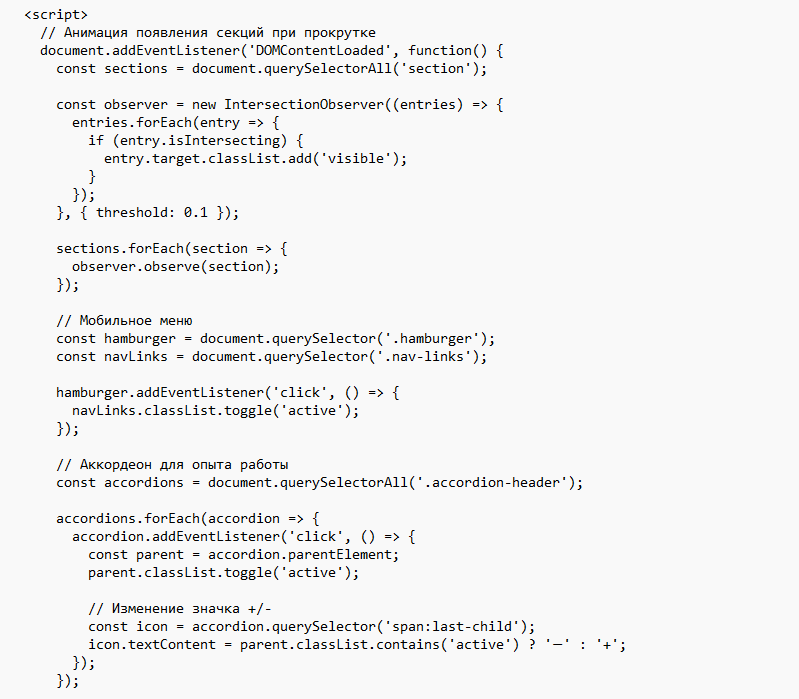 <script>
// Анимация появления секций при прокрутке
document.addEventListener('DOMContentLoaded', function() {
const sections = document.querySelectorAll('section');
const observer = new IntersectionObserver((entries) => {
entries.forEach(entry => {
if (entry.isIntersecting) {
entry.target.classList.add('visible');
}
});
}, { threshold: 0.1 });
sections.forEach(section => {
observer.observe(section);
});
// Мобильное меню
const hamburger = document.querySelector('.hamburger');
const navLinks = document.querySelector('.nav-links');
hamburger.addEventListener('click', () => {
navLinks.classList.toggle('active');
});
// Аккордеон для опыта работы
const accordions = document.querySelectorAll('.accordion-header');
accordions.forEach(accordion => {
accordion.addEventListener('click', () => {
const parent = accordion.parentElement;
parent.classList.toggle('active');
// Изменение значка +/-
const icon = accordion.querySelector('span:last-child');
icon.textContent = parent.classList.contains('active') ? '−' : '+';
});
});